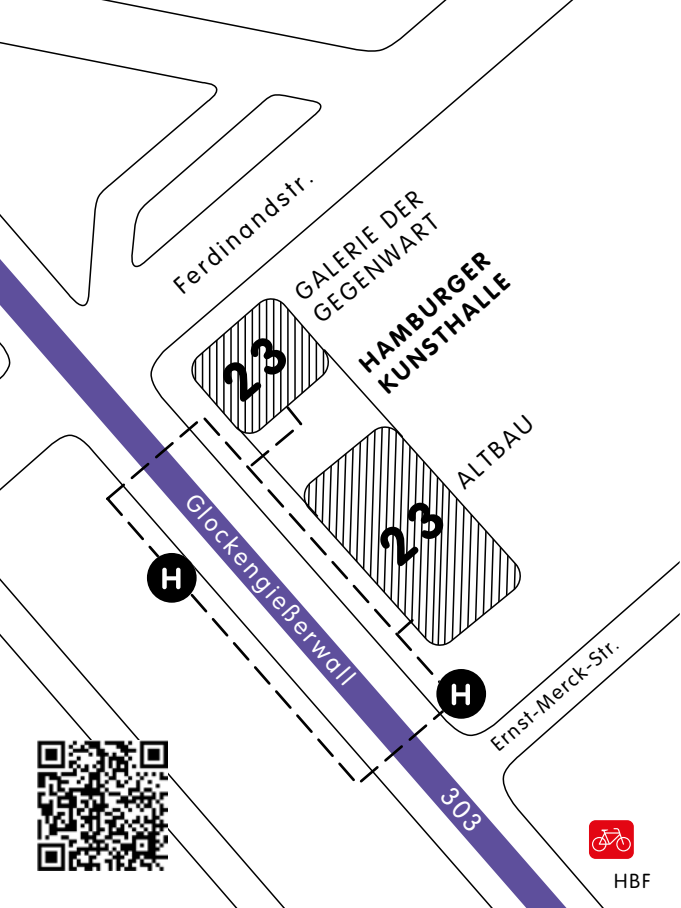 Ferdinandstr.
GALERIE DER
GEGENWART
HAMBURGER
KUNSTHALLE
23
ALTBAU
23
Glockengießerwall
H
H
Ernst-Merck-Str.
303
HBF